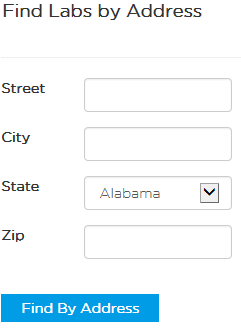 Find Labs by Address
Street
City
State
Alabama
Zip
Find By Address